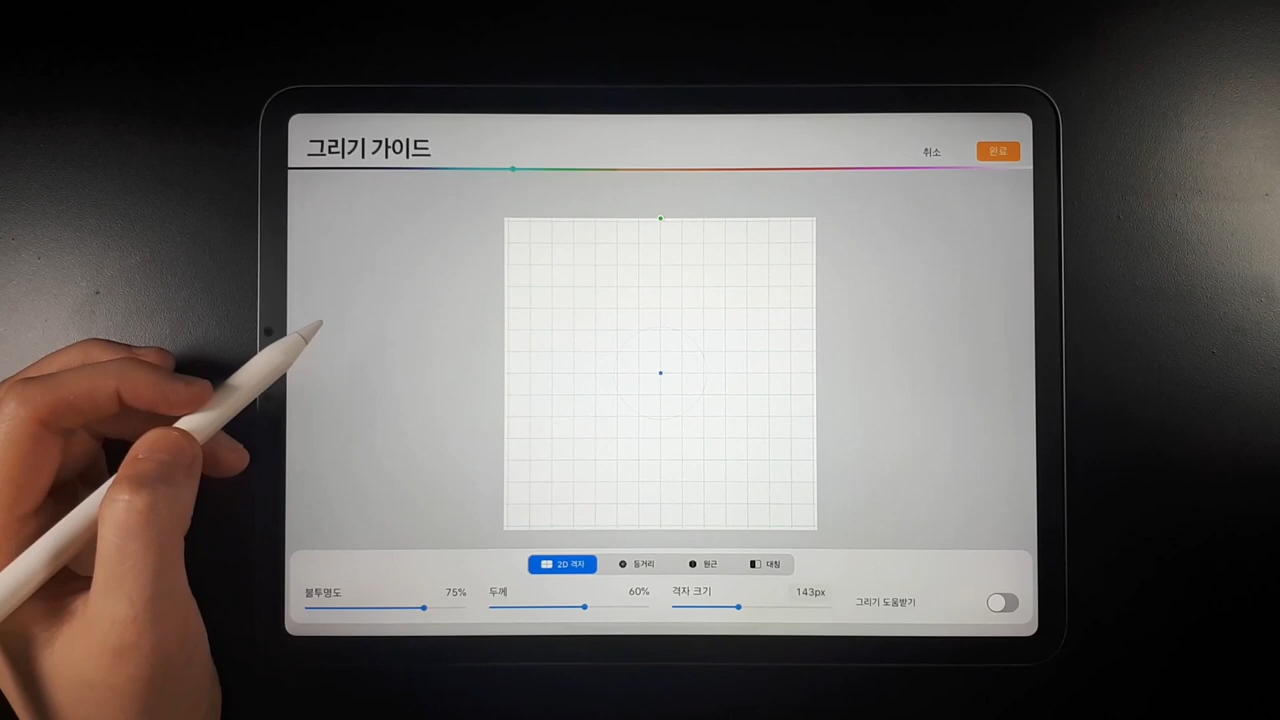 그리기 가이드
취소
완료
2D 격자
등거리
원근
대칭
불투명도
75%
두께
60%
격자 크기
143px
그리기 도움받기